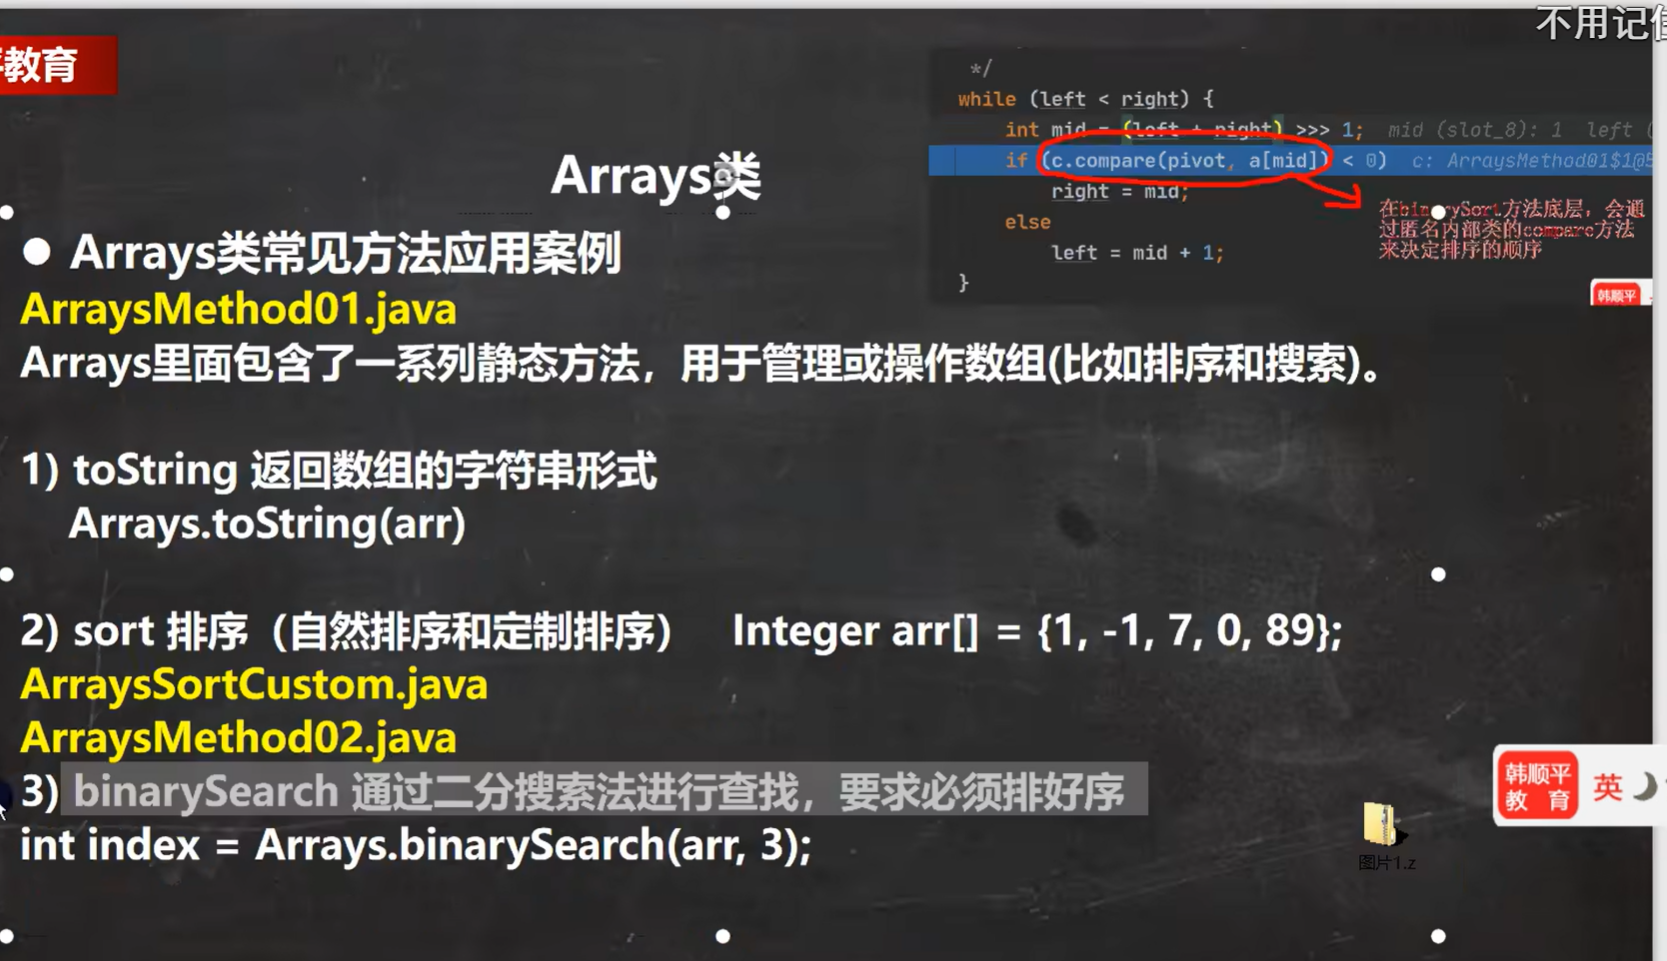 不用记
教育
*/
while (left < right) {
int mid = (left + right) >>> 1; mid (slot_8): 1 left (
if (c.compare(pivot, a[mid]) < 0) c: ArraysMethod01$1@5
right = mid;
else
left = mid + 1;
}
在binarySort方法底层，会通
过匿名内部类的compare方法
来决定排序的顺序
韩顺平
Arrays类
● Arrays类常见方法应用案例
ArraysMethod01.java
Arrays里面包含了一系列静态方法，用于管理或操作数组(比如排序和搜索)。
1) toString 返回数组的字符串形式
Arrays.toString(arr)
2) sort 排序（自然排序和定制排序） Integer arr[] = {1, -1, 7, 0, 89};
ArraysSortCustom.java
ArraysMethod02.java
3) binarySearch 通过二分搜索法进行查找，要求必须排好序
int index = Arrays.binarySearch(arr, 3);
韩顺平
教 育
英
图片1.z